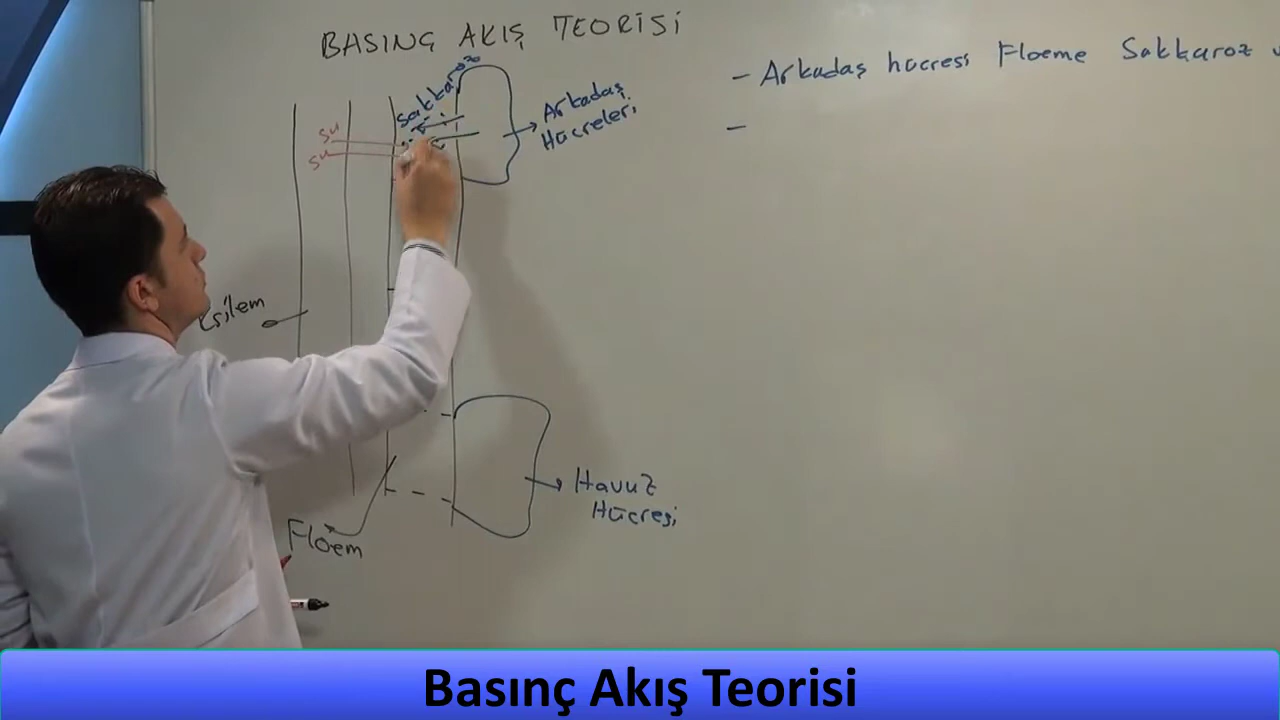 BASINÇ AKIŞ TEORİSİ
- Arkadaş hücresi Floeme Sakkaroz
-
Sakkaroz
Arkadaş
Hücreleri
su
su
Ksilem
Havuz
Hücresi
Floem
Basınç Akış Teorisi